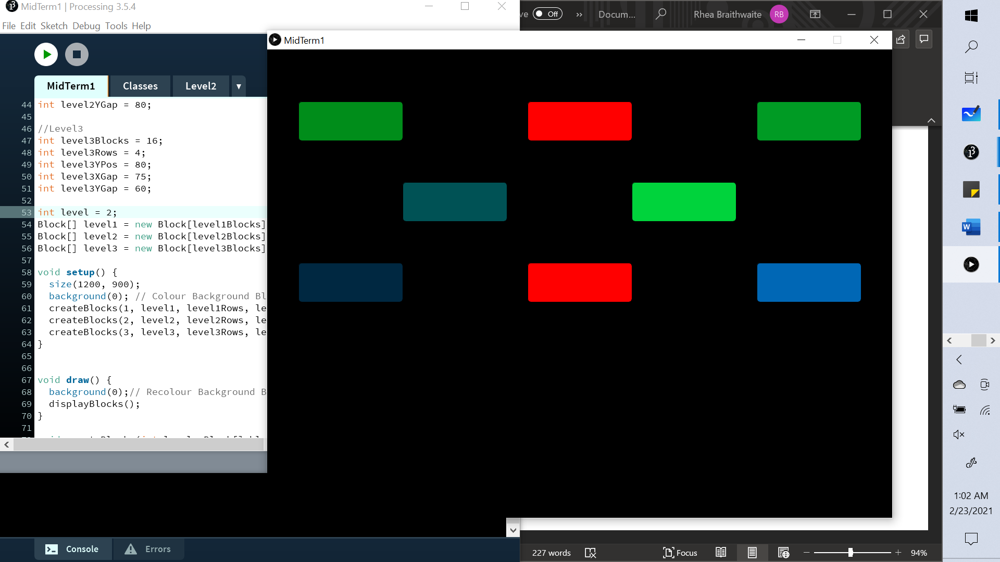 MidTerm1 | Processing 3.5.4
File Edit Sketch Debug Tools Help
MidTerm1 Classes Level2
44 int level2YGap = 80;
45
46 //Level3
47 int level3Blocks = 16;
48 int level3Rows = 4;
49 int level3YPos = 80;
50 int level3XGap = 75;
51 int level3YGap = 60;
52
53 int level = 2;
54 Block[] level1 = new Block[level1Blocks]
55 Block[] level2 = new Block[level2Blocks]
56 Block[] level3 = new Block[level3Blocks]
57
58 void setup() {
59 size(1200, 900);
60 background(0); // Colour Background Bl
61 createBlocks(1, level1, level1Rows, le
62 createBlocks(2, level2, level2Rows, le
63 createBlocks(3, level3, level3Rows, le
64 }
65
66
67 void draw() {
68 background(0);// Recolour Background B
69 displayBlocks();
70 }
71
Console Errors
MidTerm1
ve Off Docum... Rhea Braithwaite RB
227 words Focus 94%
W
1:02 AM
2/23/2021